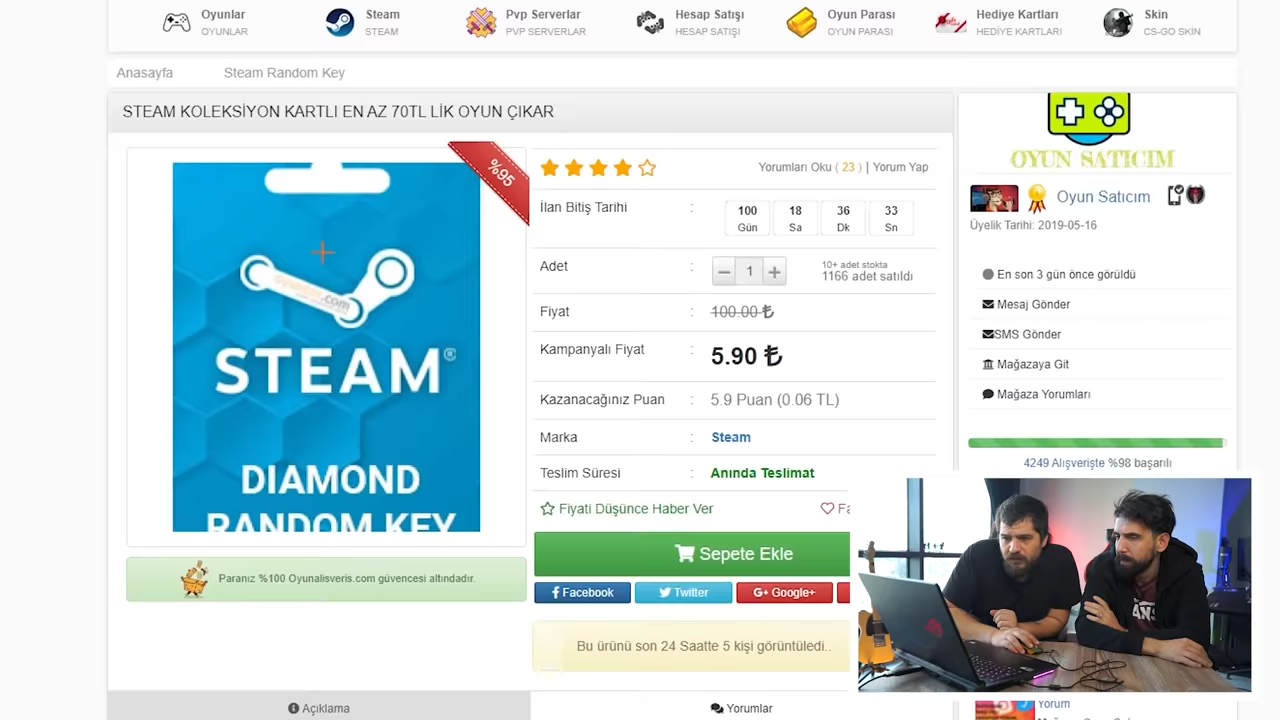 Oyunlar
OYUNLAR
Steam
STEAM
Pvp Serverlar
PVP SERVERLAR
Hesap Satışı
HESAP SATIŞI
Oyun Parası
OYUN PARASI
Hediye Kartları
HEDİYE KARTLARI
Skin
CS-GO SKİN
Anasayfa
Steam Random Key
STEAM KOLEKSİYON KARTLI EN AZ 70TL LİK OYUN ÇIKAR
%95
STEAM®
DIAMOND
RANDOM KEY
Paranız %100 Oyunalisveris.com güvencesi altındadır.
Yorumları Oku ( 23 ) | Yorum Yap
İlan Bitiş Tarihi : 100 18 36 33
Gün Sa Dk Sn
Adet : 1 10+ adet stokta
1166 adet satıldı
Fiyat : 100.00 ₺
Kampanyalı Fiyat : 5.90 ₺
Kazanacağınız Puan : 5.9 Puan (0.06 TL)
Marka : Steam
Teslim Süresi : Anında Teslimat
Fiyatı Düşünce Haber Ver
Fa
Sepete Ekle
Facebook
Twitter
G+ Google+
Bu ürünü son 24 Saatte 5 kişi görüntüledi..
Açıklama
Yorumlar
OYUN SATICIM
Oyun Satıcım
Üyelik Tarihi: 2019-05-16
En son 3 gün önce görüldü
Mesaj Gönder
SMS Gönder
Mağazaya Git
Mağaza Yorumları
4249 Alışverişte %98 başarılı
Yorum